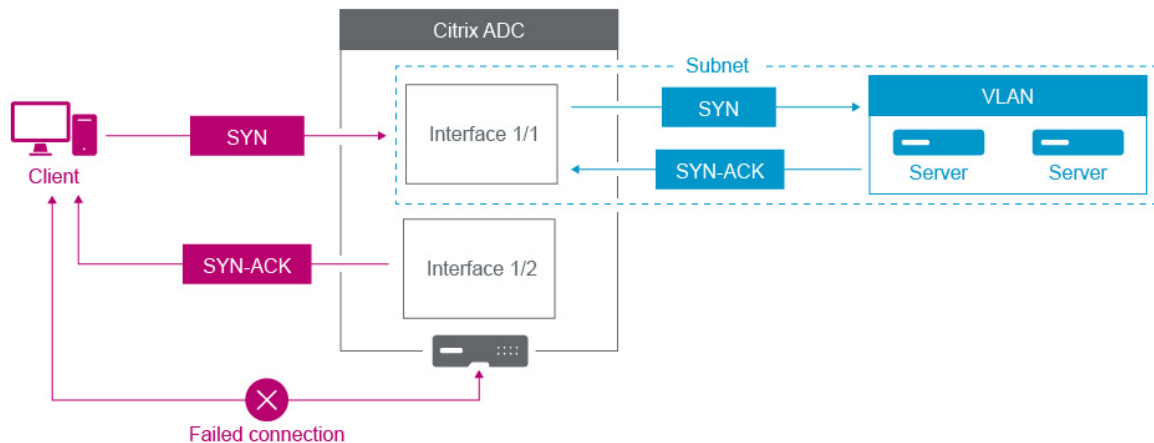 Citrix ADC
Subnet
SYN
Interface 1/1
SYN
VLAN
Client
SYN-ACK
Server
Server
SYN-ACK
Interface 1/2
Failed connection